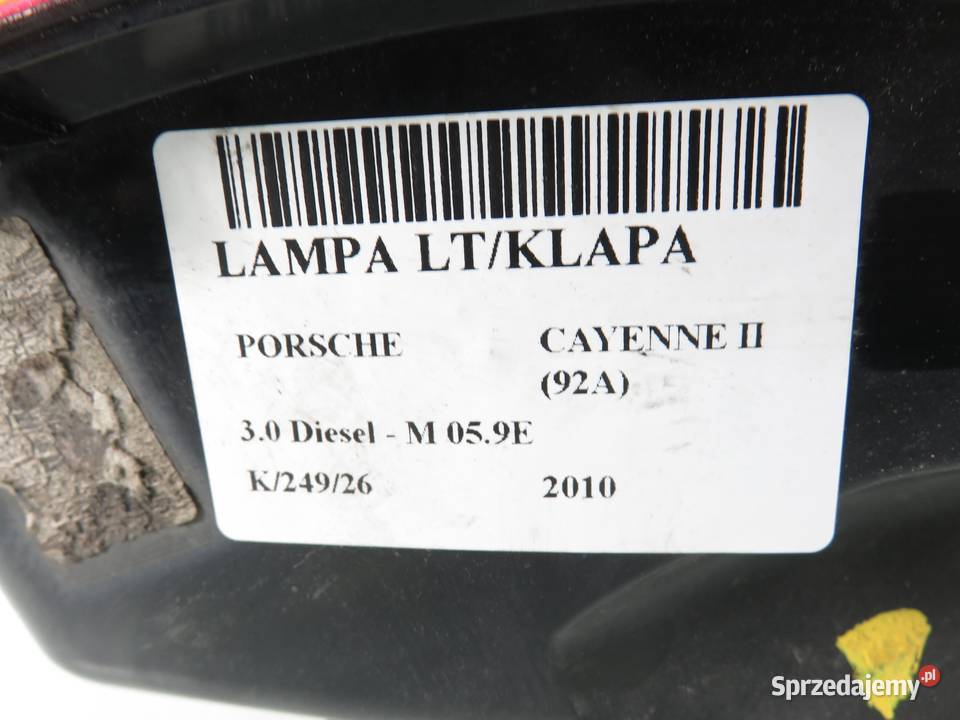 LAMPA LT/KLAPA
PORSCHE CAYENNE II
(92A)
3.0 Diesel - M 05.9E
K/249/26 2010
Sprzedajemy.pl